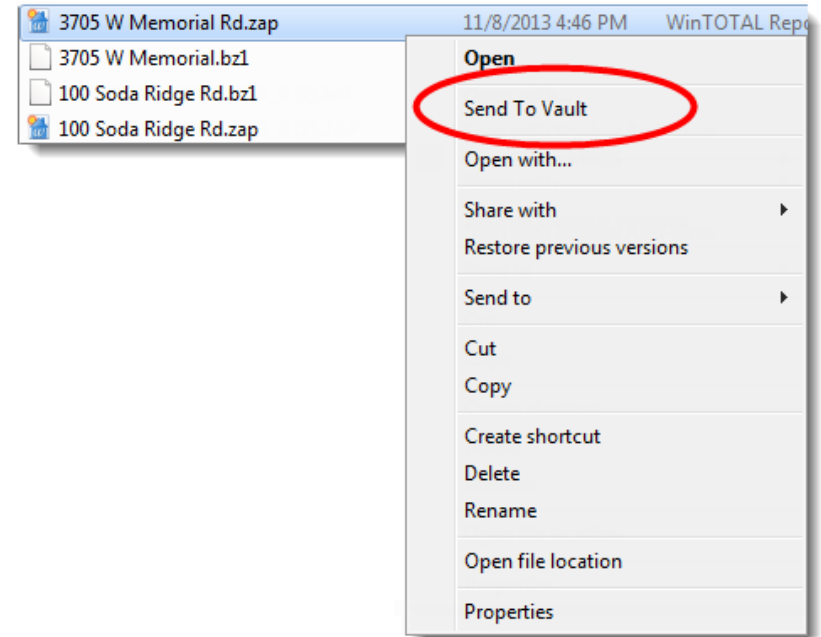 3705 W Memorial Rd.zap 11/8/2013 4:46 PM WinTOTAL Repo
3705 W Memorial.bz1
100 Soda Ridge Rd.bz1
100 Soda Ridge Rd.zap
Open
Send To Vault
Open with...
Share with
Restore previous versions
Send to
Cut
Copy
Create shortcut
Delete
Rename
Open file location
Properties